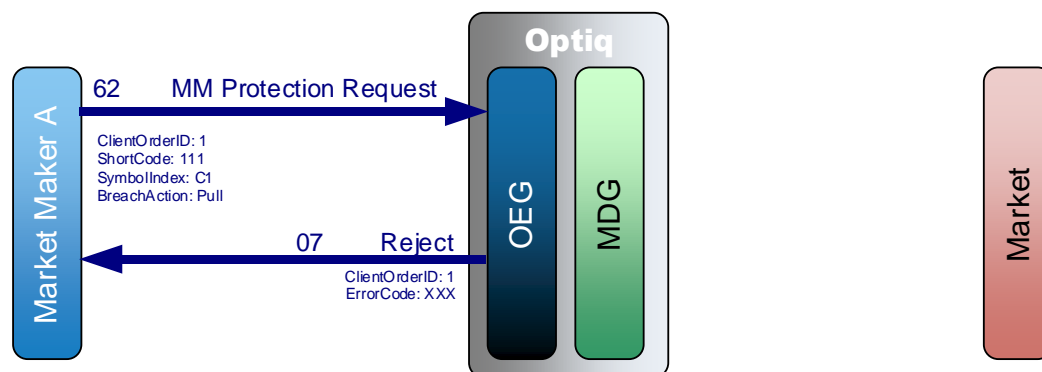 Optiq
62 MM Protection Request
Market Maker A
ClientOrderID: 1
ShortCode: 111
SymbolIndex: C1
BreachAction: Pull
OEG
MDG
Market
07 Reject
ClientOrderID: 1
ErrorCode: XXX